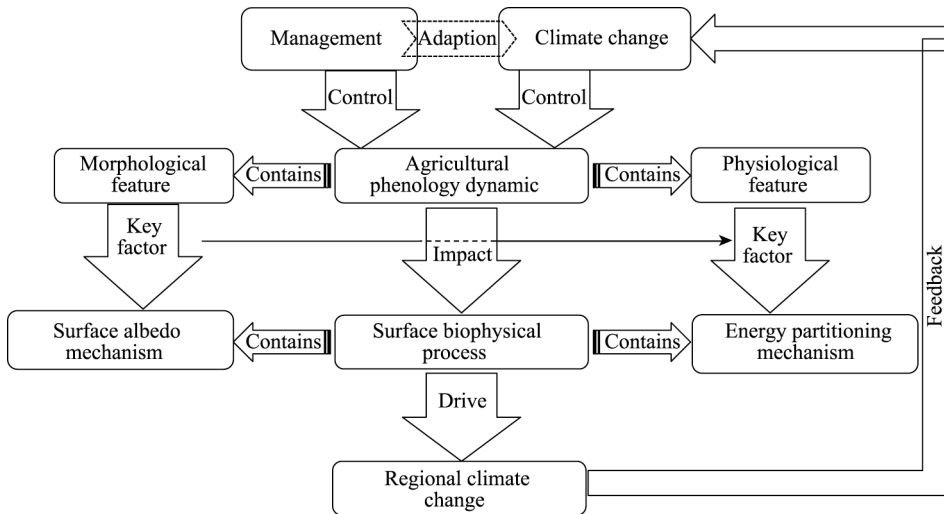 Management
Adaption
Climate change
Control
Control
Morphological
feature
Contains
Agricultural
phenology dynamic
Contains
Physiological
feature
Key
factor
Impact
Key
factor
Feedback
Surface albedo
mechanism
Contains
Surface biophysical
process
Contains
Energy partitioning
mechanism
Drive
Regional climate
change